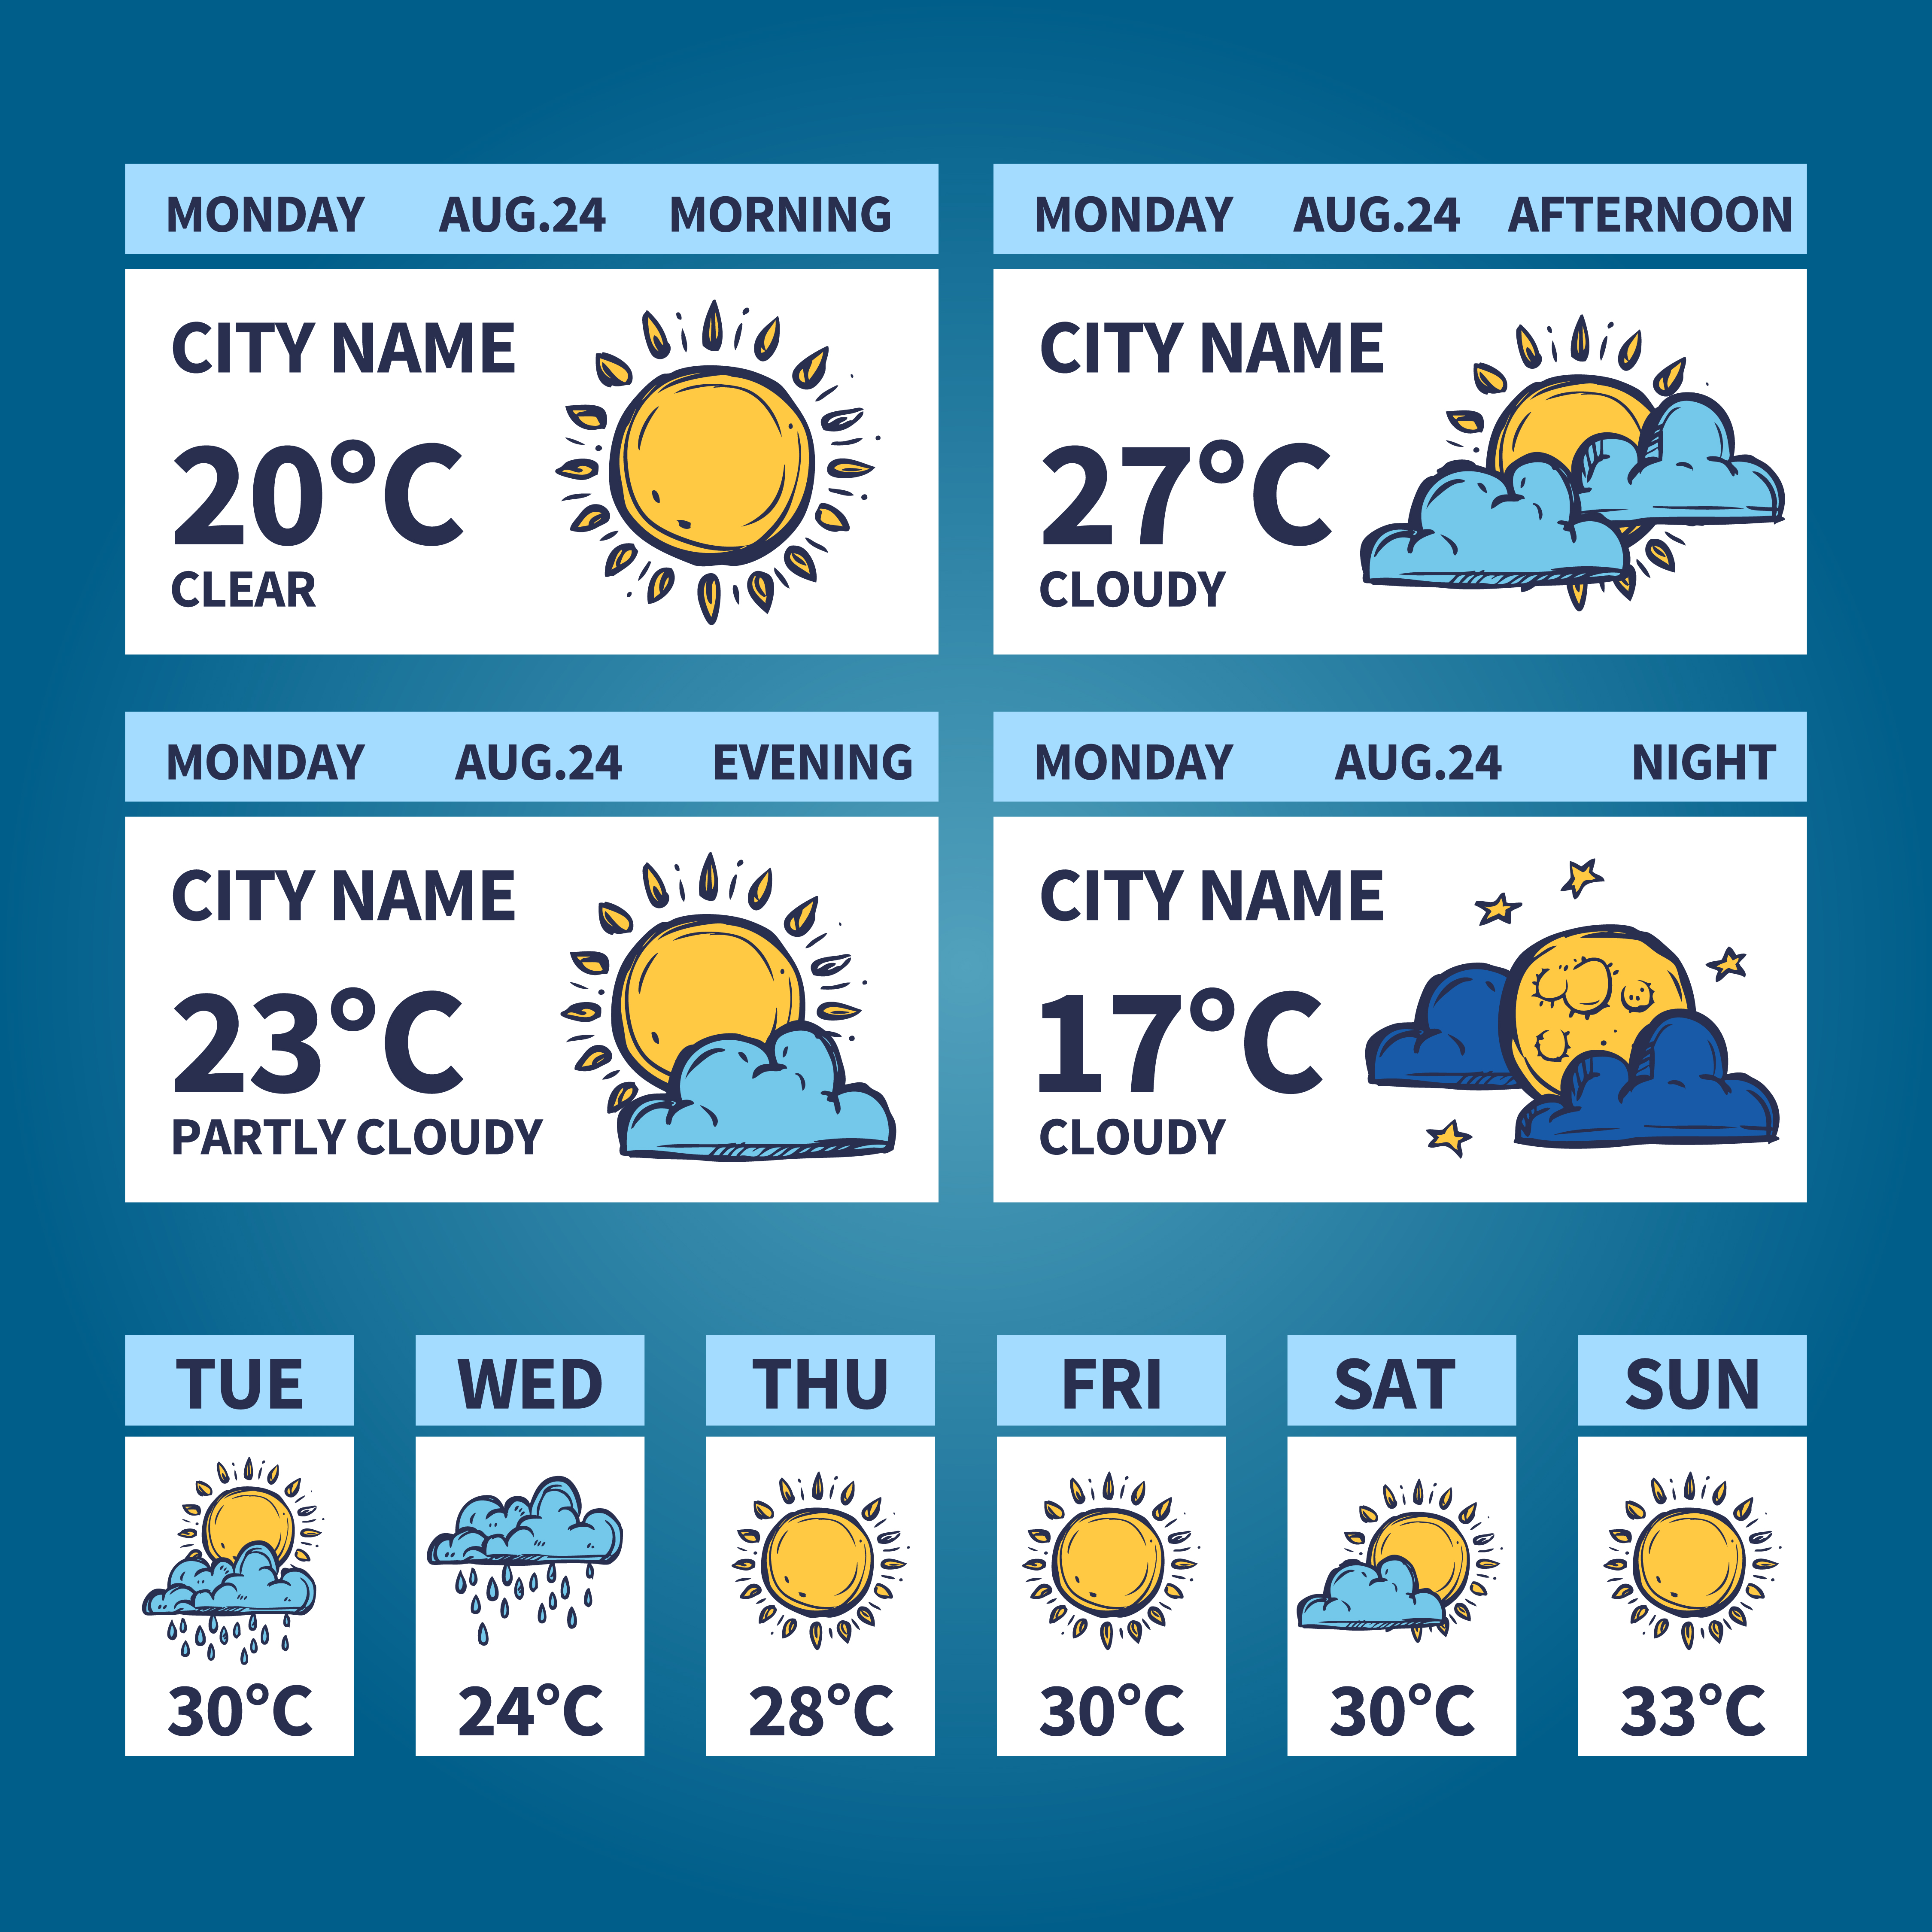 MONDAY AUG.24 MORNING
CITY NAME
20°C
CLEAR
MONDAY AUG.24 AFTERNOON
CITY NAME
27°C
CLOUDY
MONDAY AUG.24 EVENING
CITY NAME
23°C
PARTLY CLOUDY
MONDAY AUG.24 NIGHT
CITY NAME
17°C
CLOUDY
TUE
30°C
WED
24°C
THU
28°C
FRI
30°C
SAT
30°C
SUN
33°C